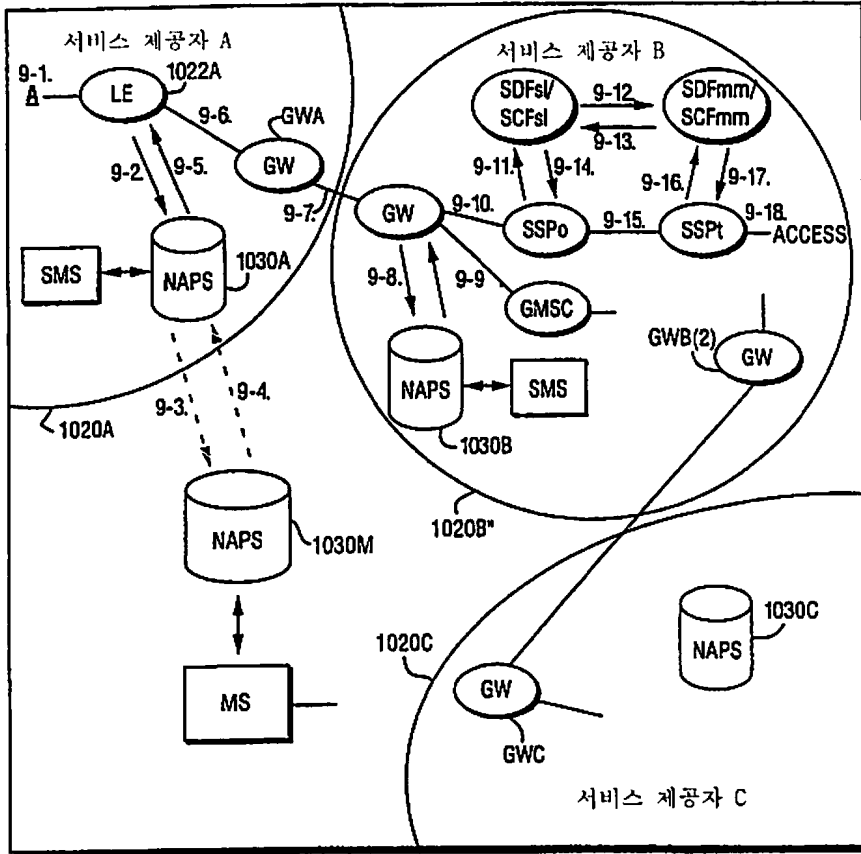 서비스 제공자 A
9-1.
A
LE
1022A
9-6.
GWA
GW
9-2.
9-5.
9-7.
SMS
NAPS
1030A
9-3.
9-4.
1020A
NAPS
1030M
MS
서비스 제공자 B
SDFsl/
SCFsl
9-12
SDFmm/
SCFmm
9-13.
9-11.
9-14.
9-16.
9-17.
GW
9-10.
SSPo
9-15.
SSPt
9-18.
ACCESS
9-8.
9-9
GMSC
NAPS
SMS
1030B
GWB(2)
GW
1020B"
1020C
GW
GWC
1030C
NAPS
서비스 제공자 C